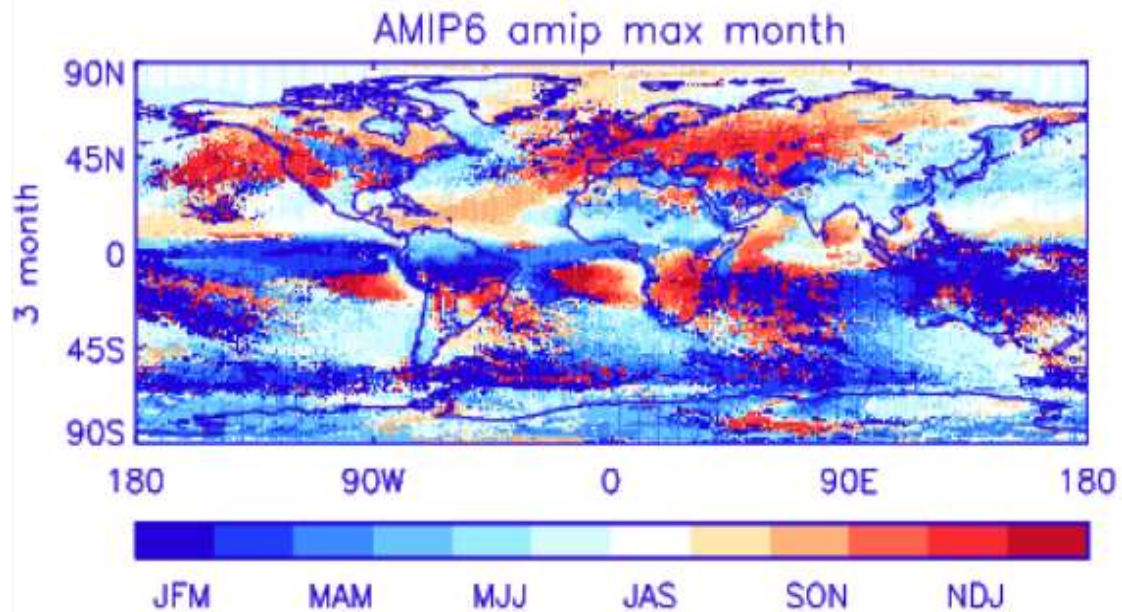 AMIP6 amip max month
90N
45N
0
45S
90S
3 month
180 90W 0 90E 180
JFM MAM MJJ JAS SON NDJ